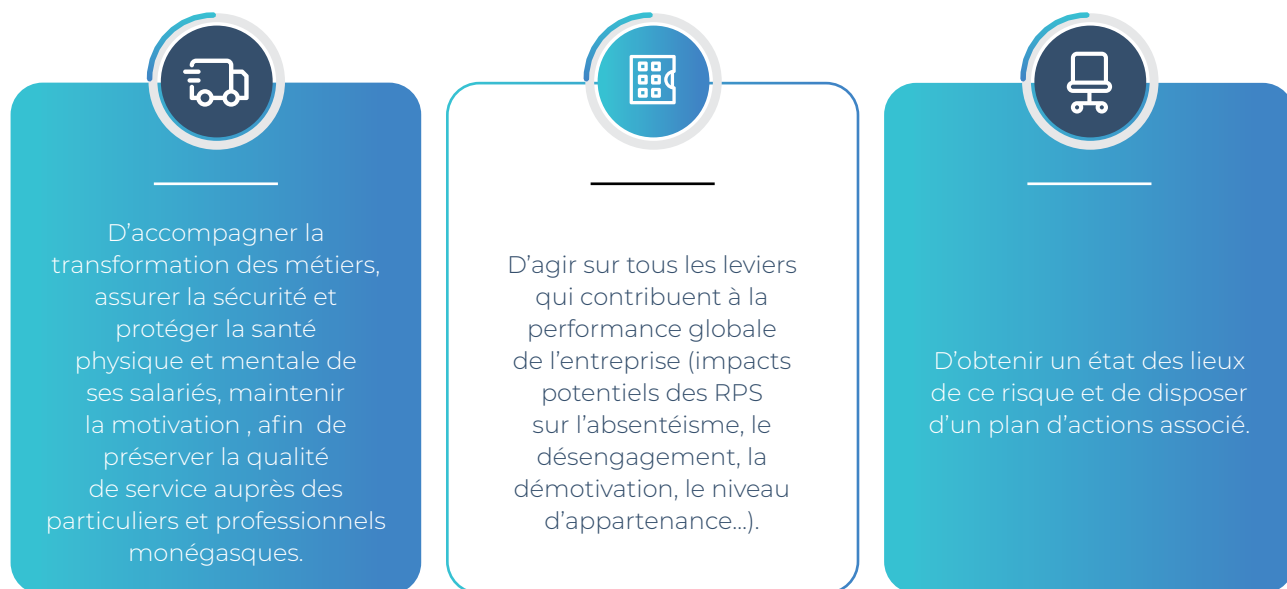 D’accompagner la
transformation des métiers,
assurer la sécurité et
protéger la santé
physique et mentale de
ses salariés, maintenir
la motivation , afin  de
préserver la qualité
de service auprès des
particuliers et professionnels
monégasques.
D’agir sur tous les leviers
qui contribuent à la
performance globale
de l’entreprise (impacts
potentiels des RPS
sur l’absentéisme, le
désengagement, la
démotivation, le niveau
d’appartenance…).
D’obtenir un état des lieux
de ce risque et de disposer
d’un plan d’actions associé.